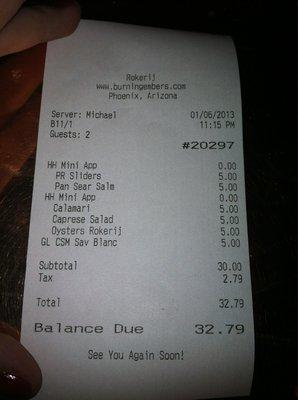 Rokerij
www.burningembers.com
Phoenix, Arizona
Server: Michael 01/06/2013
B11/1 11:15 PM
Guests: 2
#20297
HH Mini App 0.00
PR Sliders 5.00
Pan Sear Salm 5.00
HH Mini App 0.00
Calamari 5.00
Caprese Salad 5.00
Oysters Rokerij 5.00
GL CSM Sav Blanc 5.00
Subtotal 30.00
Tax 2.79
Total 32.79
Balance Due 32.79
See You Again Soon!